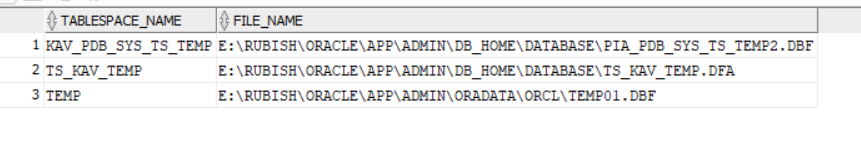 TABLESPACE_NAME FILE_NAME
1 KAV_PDB_SYS_TS_TEMP E:\RUBISH\ORACLE\APP\ADMIN\DB_HOME\DATABASE\PIA_PDB_SYS_TS_TEMP2.DBF
2 TS_KAV_TEMP E:\RUBISH\ORACLE\APP\ADMIN\DB_HOME\DATABASE\TS_KAV_TEMP.DFA
3 TEMP E:\RUBISH\ORACLE\APP\ADMIN\ORADATA\ORCL\TEMP01.DBF